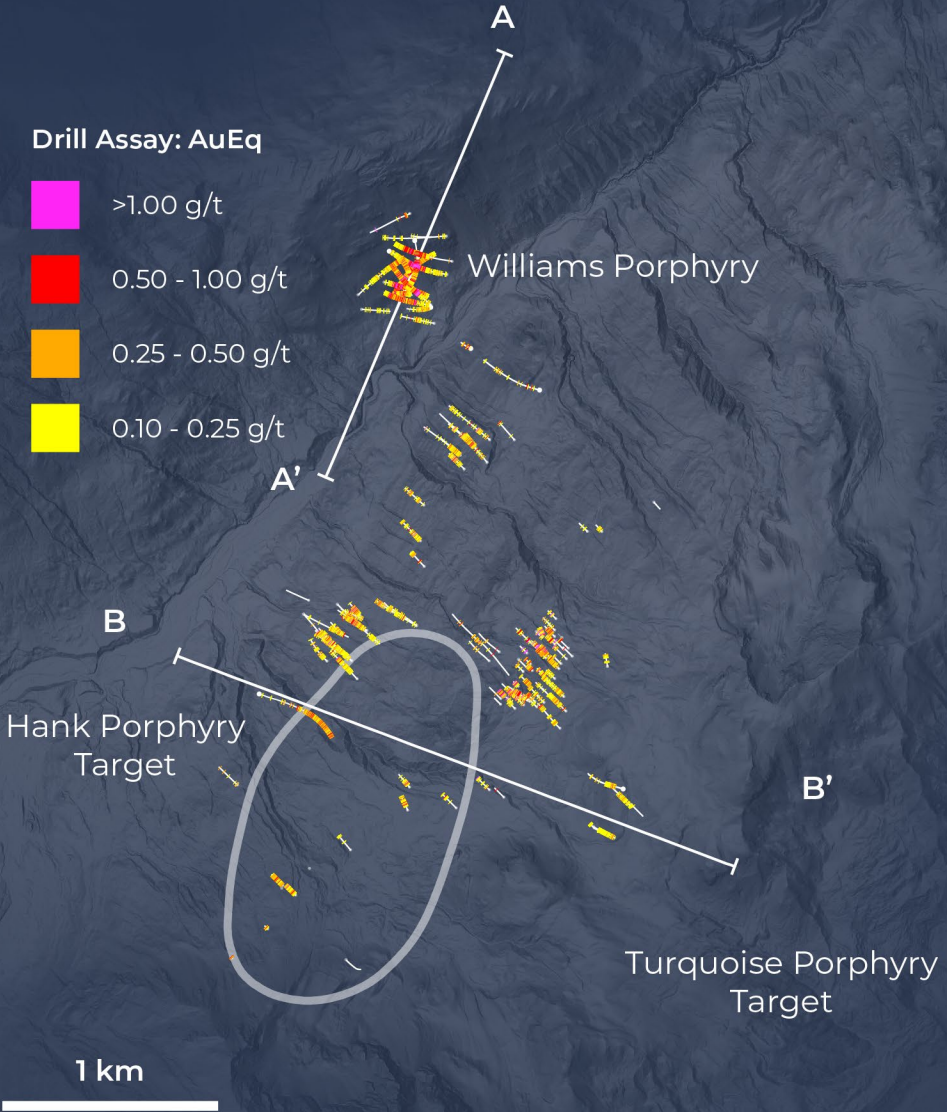 A
Drill Assay: AuEq
>1.00 g/t
0.50 - 1.00 g/t
0.25 - 0.50 g/t
0.10 - 0.25 g/t
Williams Porphyry
A’
B
Hank Porphyry
Target
B’
Turquoise Porphyry
Target
1 km